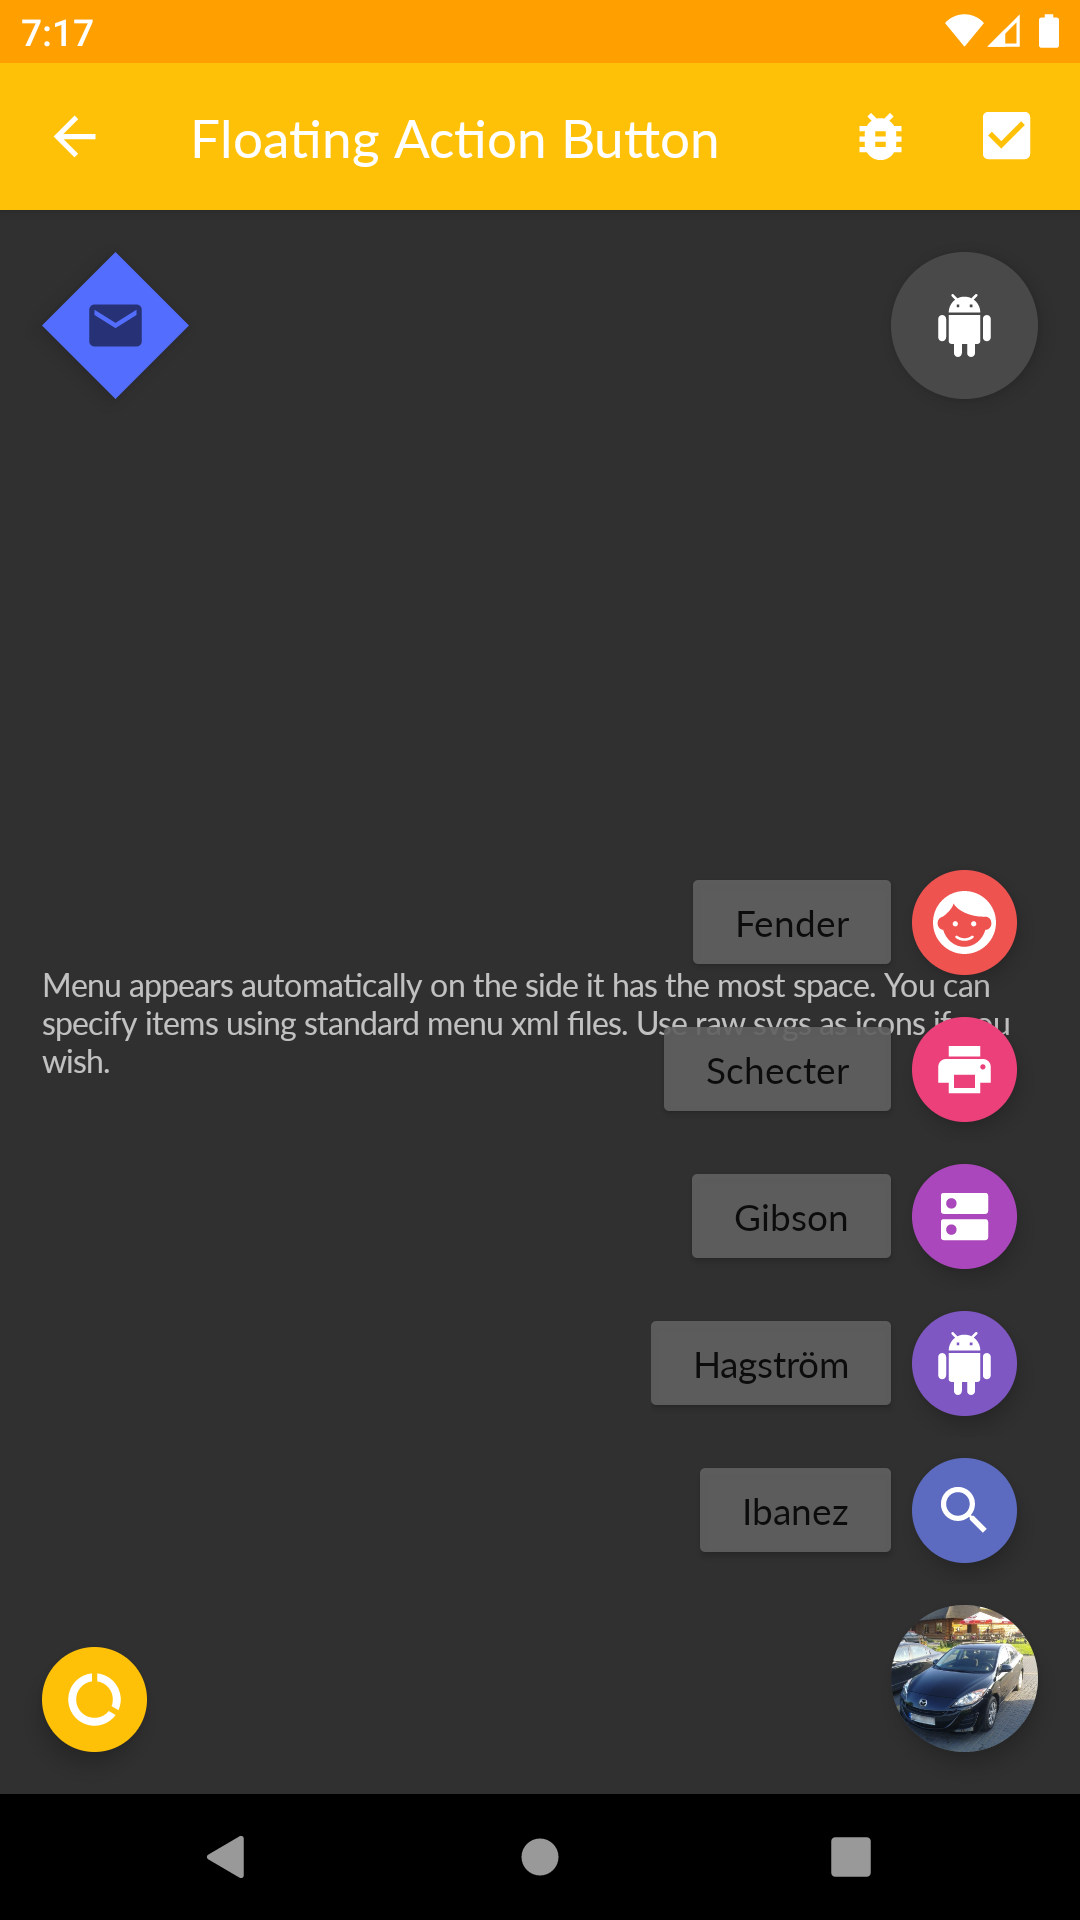 7:17
Floating Action Button
Fender
Menu appears automatically on the side it has the most space. You can
specify items using standard menu xml files. Use raw svgs as icons if you
wish.
Schecter
Gibson
Hagström
Ibanez